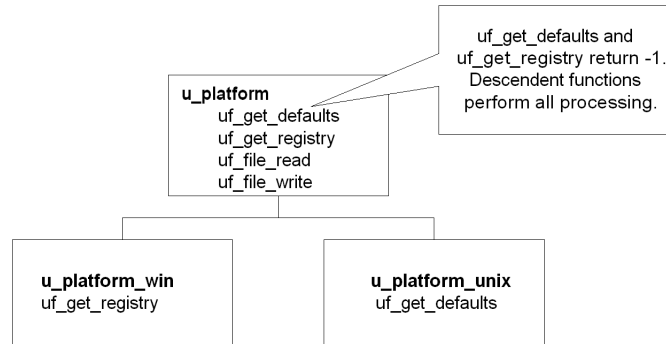 uf_get_defaults and
uf_get_registry return -1.
Descendent functions
perform all processing.
u_platform
uf_get_defaults
uf_get_registry
uf_file_read
uf_file_write
u_platform_win
uf_get_registry
u_platform_unix
uf_get_defaults